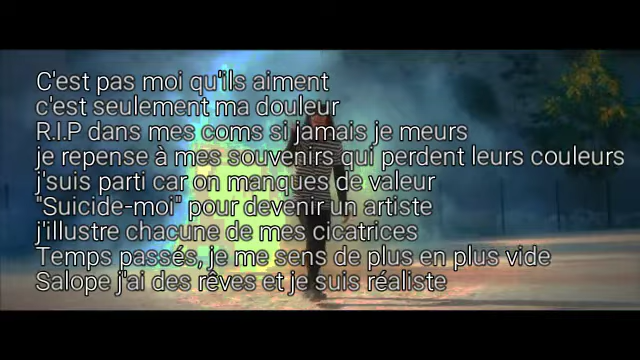 C'est pas moi qu'ils aiment
c'est seulement ma douleur
R.I.P dans mes coms si jamais je meurs
je repense à mes souvenirs qui perdent leurs couleurs
j'suis parti car on manques de valeur
"Suicide-moi" pour devenir un artiste
j'illustre chacune de mes cicatrices
Temps passés, je me sens de plus en plus vide
Salope j'ai des rêves et je suis réaliste